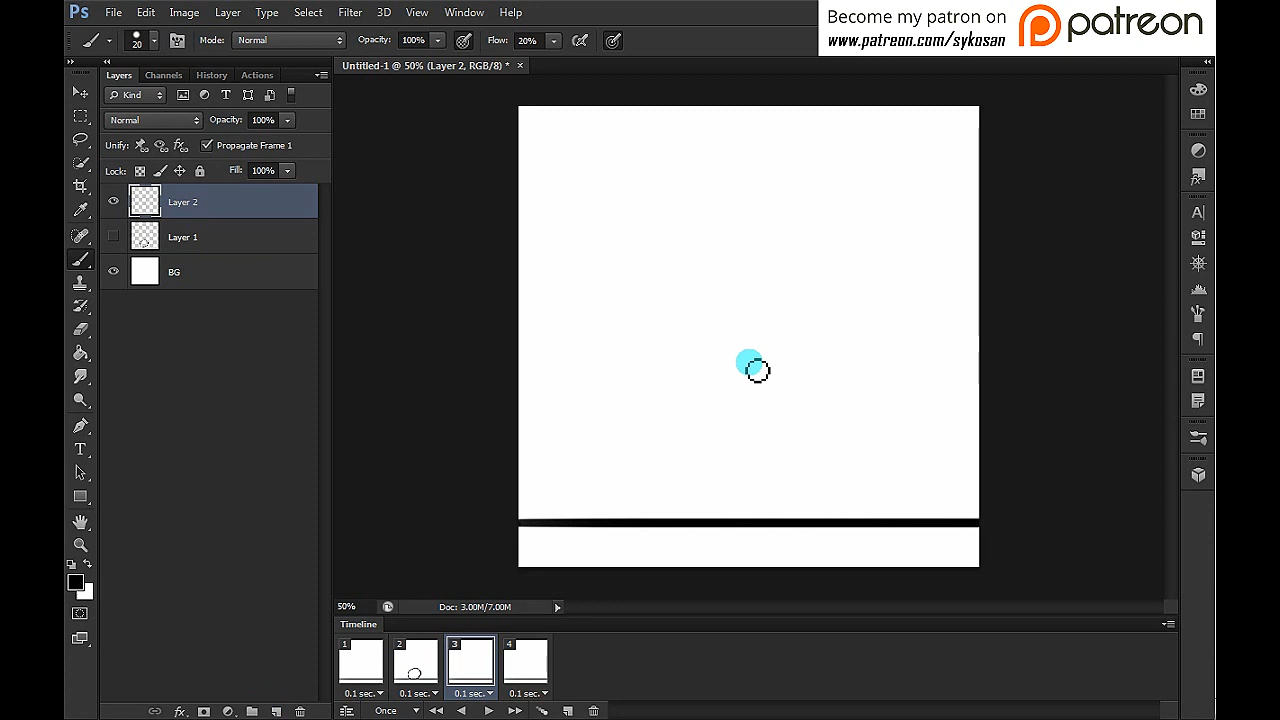 Ps File Edit Image Layer Type Select Filter 3D View Window Help
Become my patron on
www.patreon.com/sykosan
patreon
20 Mode: Normal Opacity: 100% Flow: 20%
Layers Channels History Actions
Untitled-1 @ 50% (Layer 2, RGB/8) * ×
Kind
Normal Opacity: 100%
Unify: Propagate Frame 1
Lock: Fill: 100%
Layer 2
Layer 1
BG
50% Doc: 3.00M/7.00M
Timeline
1 2 3 4
0.1 sec. 0.1 sec. 0.1 sec. 0.1 sec.
Once